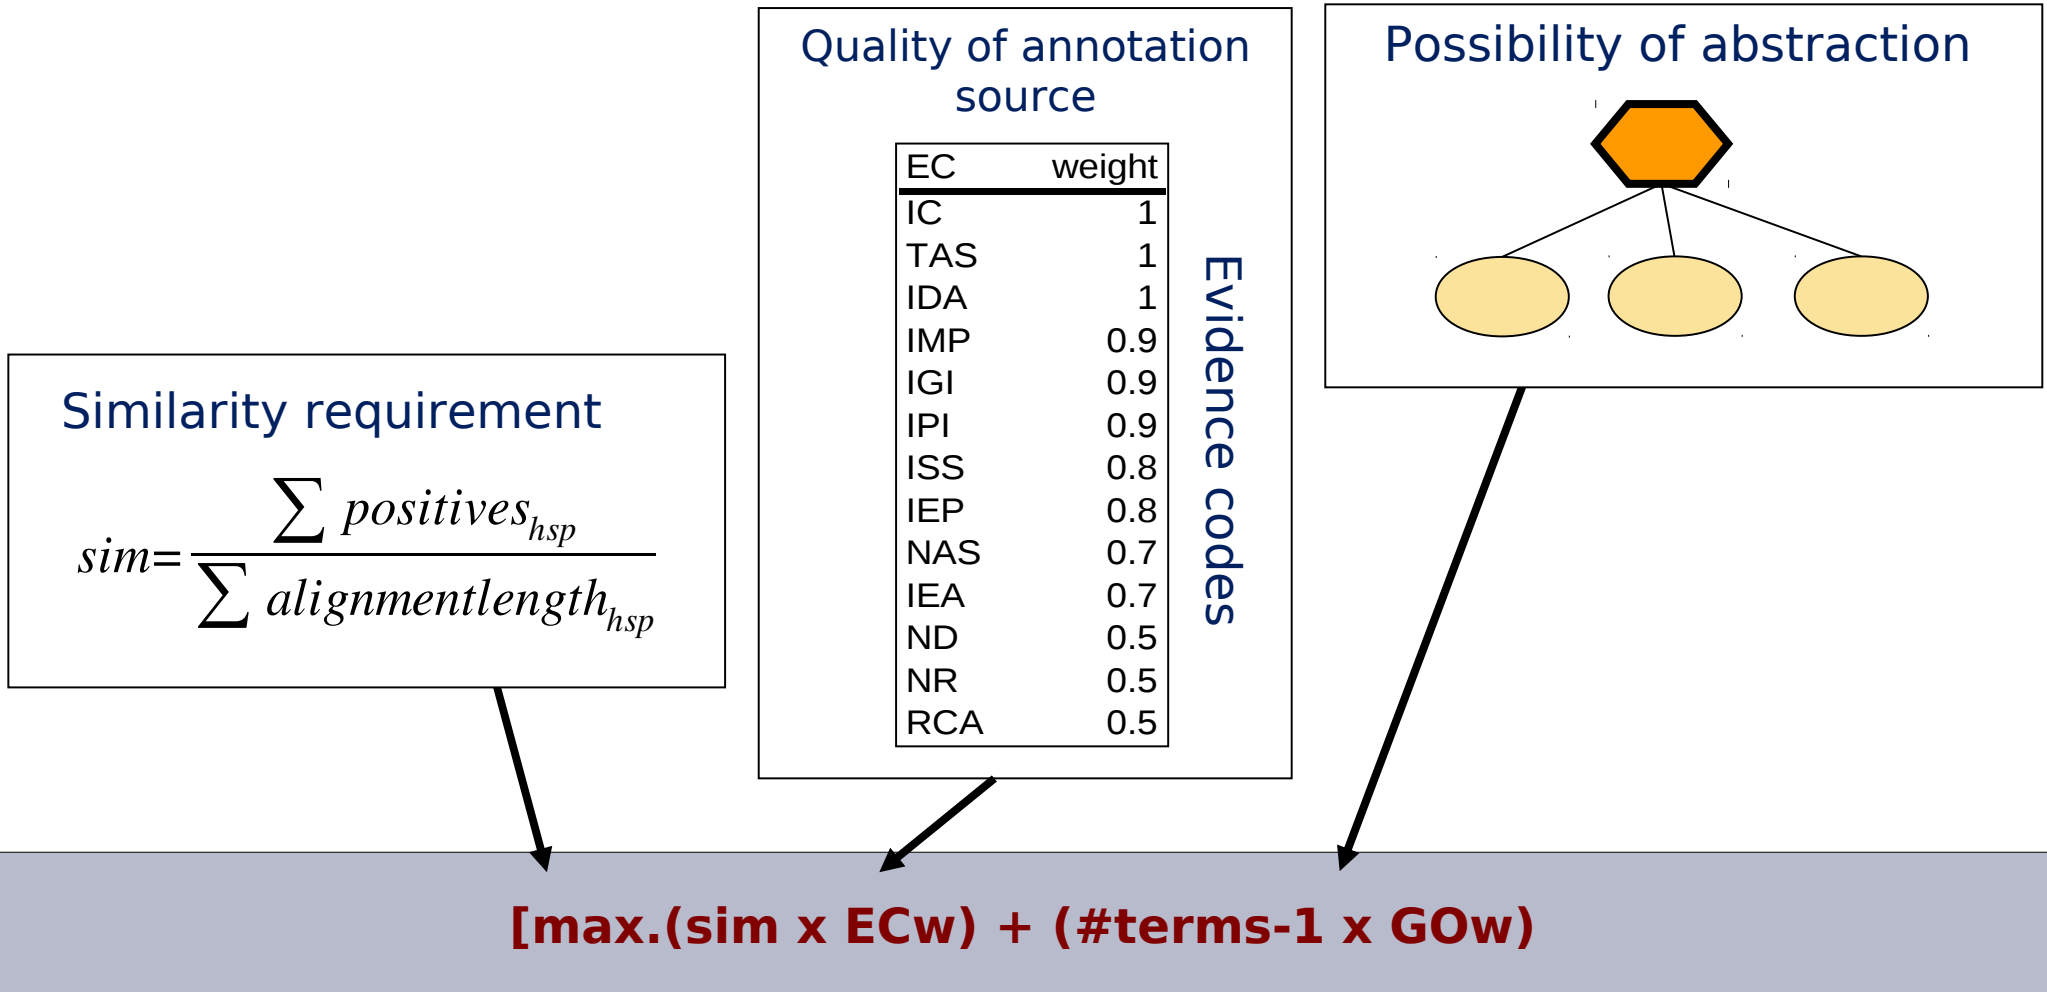 Similarity requirement
sim= ∑ positives_hsp
∑ alignmentlength_hsp
Quality of annotation
source
EC weight
IC 1
TAS 1
IDA 1
IMP 0.9
IGI 0.9
IPI 0.9
ISS 0.8
IEP 0.8
NAS 0.7
IEA 0.7
ND 0.5
NR 0.5
RCA 0.5
Evidence codes
Possibility of abstraction
[max.(sim x ECw) + (#terms-1 x GOw)